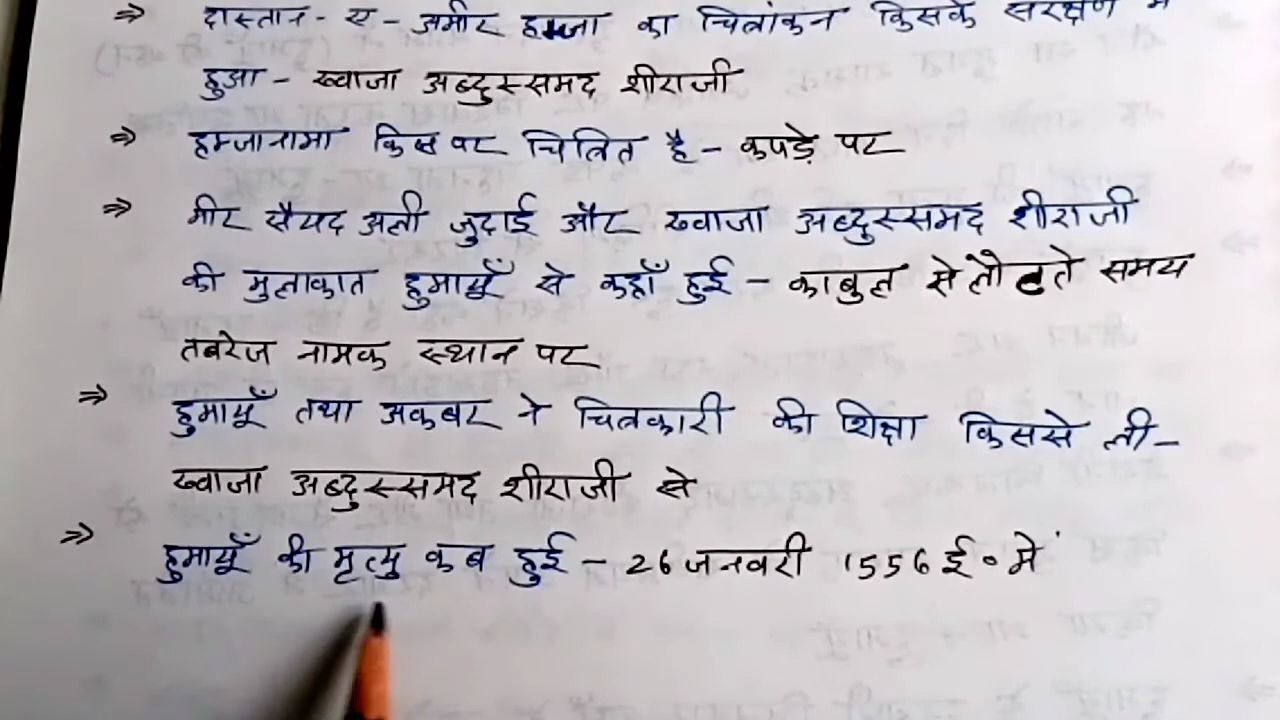 ⇒ दास्तान - ए - अमीर हम्जा का चित्रांकन किसके संरक्षण में
हुआ - ख्वाजा अब्दुस्समद शीराजी
⇒ हम्जानामा किस पर चित्रित है - कपड़े पर
⇒ मीर सैयद अली जुदाई और ख्वाजा अब्दुस्समद शीराजी
की मुलाकात हुमायूँ से कहाँ हुई - काबुल से लौटते समय
तबरेज नामक स्थान पर
⇒ हुमायूँ तथा अकबर ने चित्रकारी की शिक्षा किससे ली -
ख्वाजा अब्दुस्समद शीराजी से
⇒ हुमायूँ की मृत्यु कब हुई - 26 जनवरी 1556 ई० में